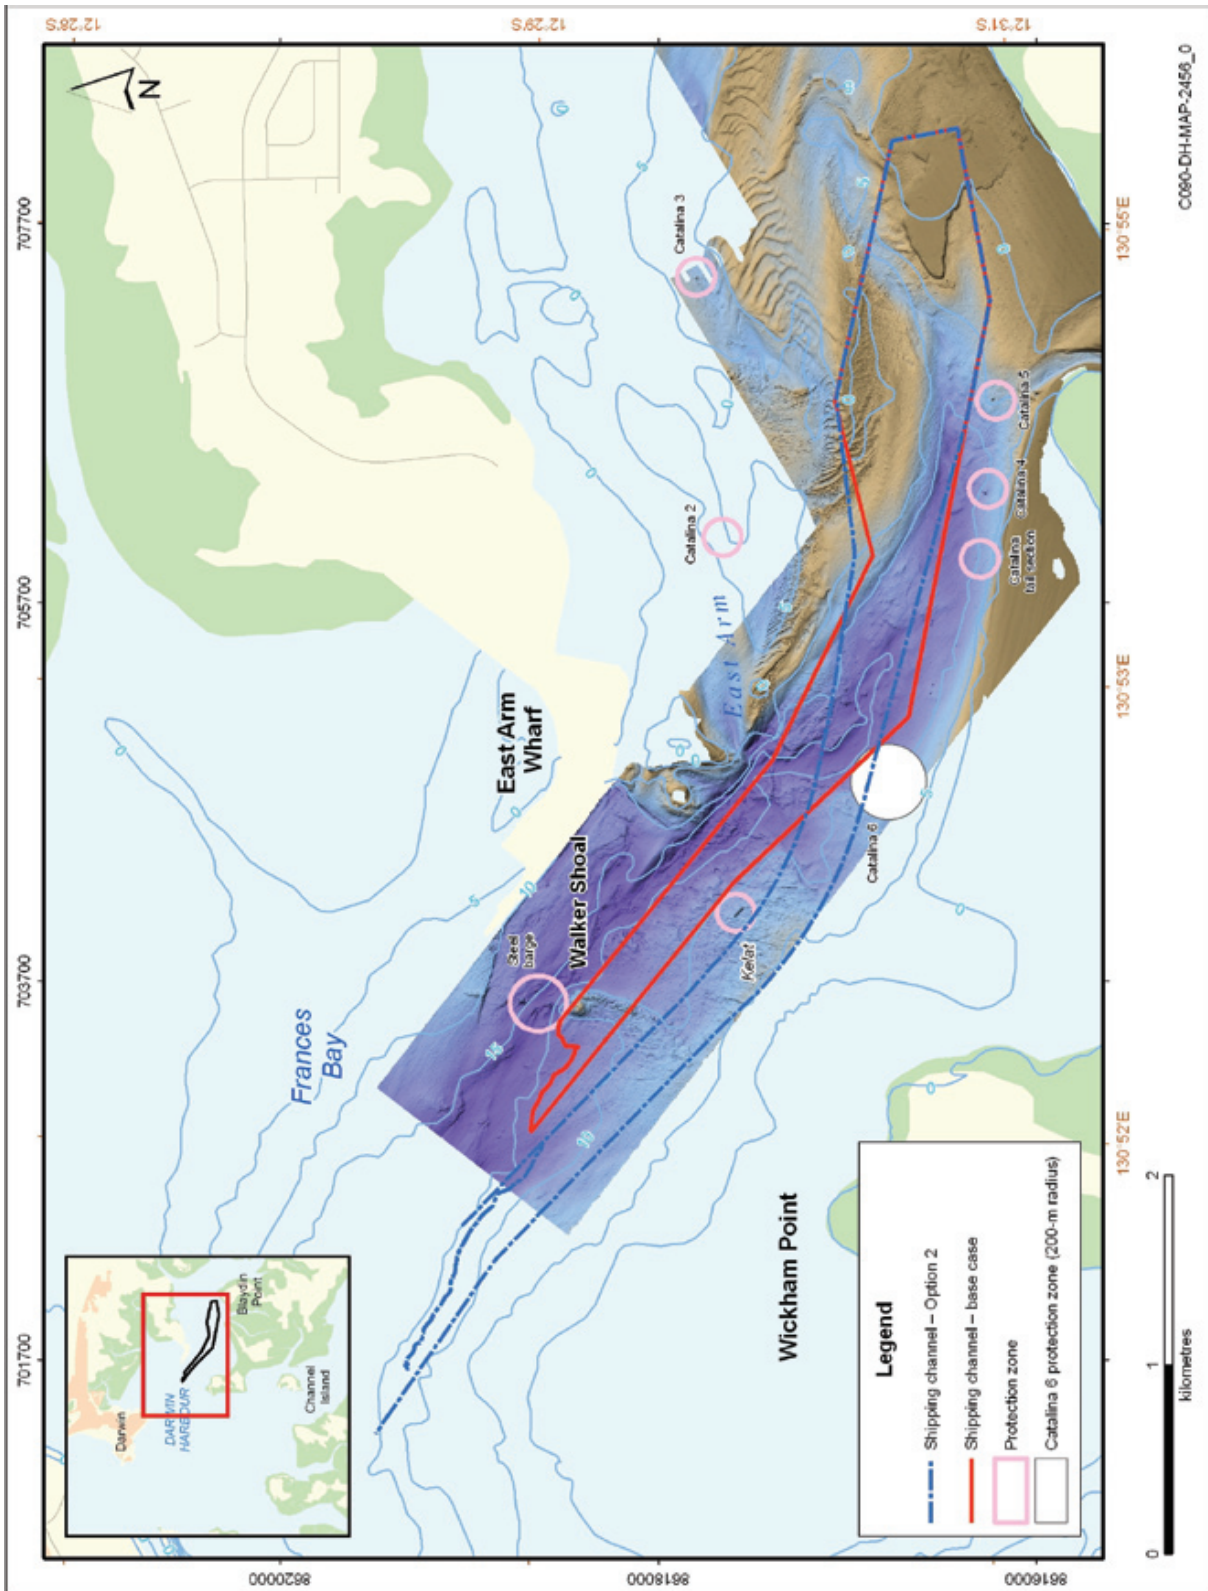 12°28'S
12°29'S
12°31'S
707700
705700
703700
701700
8620000
8618000
8616000
130°55'E
130°53'E
130°52'E
N
Catalina 3
Catalina 2
Catalina 5
catalina 4
catalina
tail section
Catalina 6
East Arm
East Arm
Wharf
Walker Shoal
Steel
barge
Kelat
Frances
Bay
Wickham Point
0
5
10
15
Darwin
DARWIN
HARBOUR
Blaydin
Point
Channel
Island
Legend
Shipping channel – Option 2
Shipping channel – base case
Protection zone
Catalina 6 protection zone (200-m radius)
0
1
2
kilometres
C090-DH-MAP-2456_0